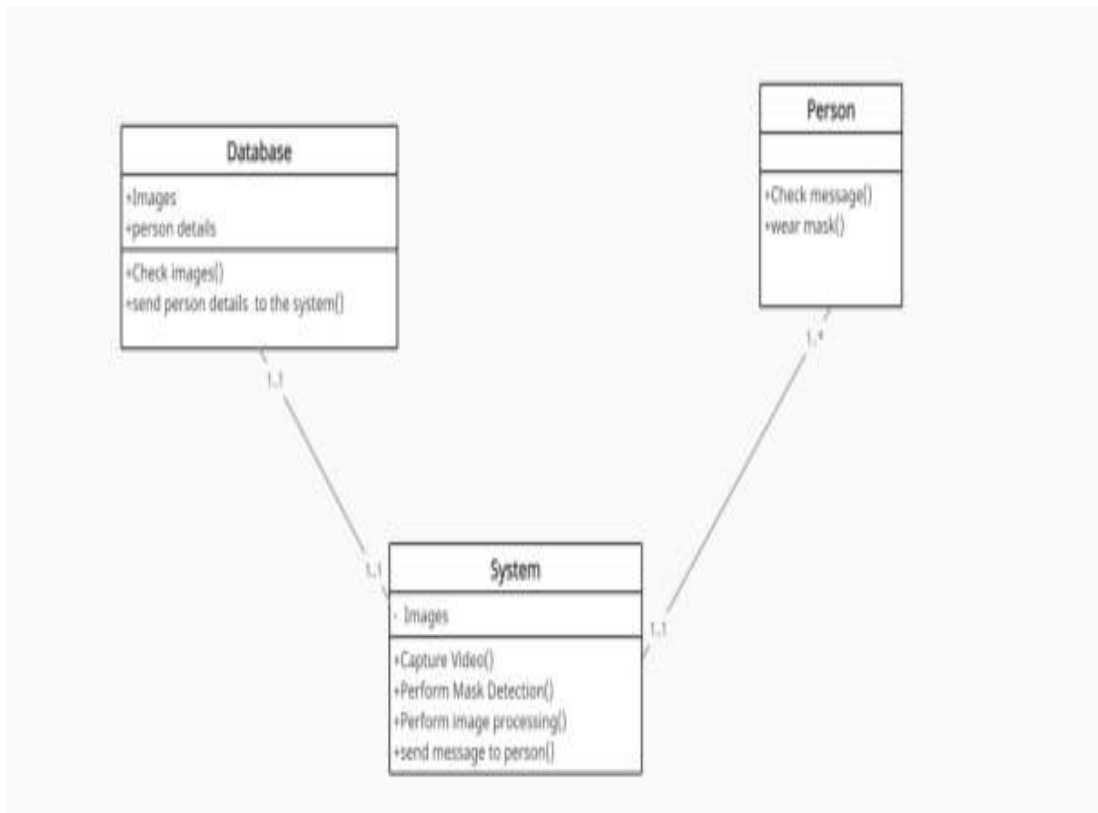 Database
+Images
+person details
+Check images()
+send person details to the system()
1..1
1..1
Person
+Check message()
+wear mask()
1..*
1..1
System
- Images
+Capture Video()
+Perform Mask Detection()
+Perform image processing()
+send message to person()